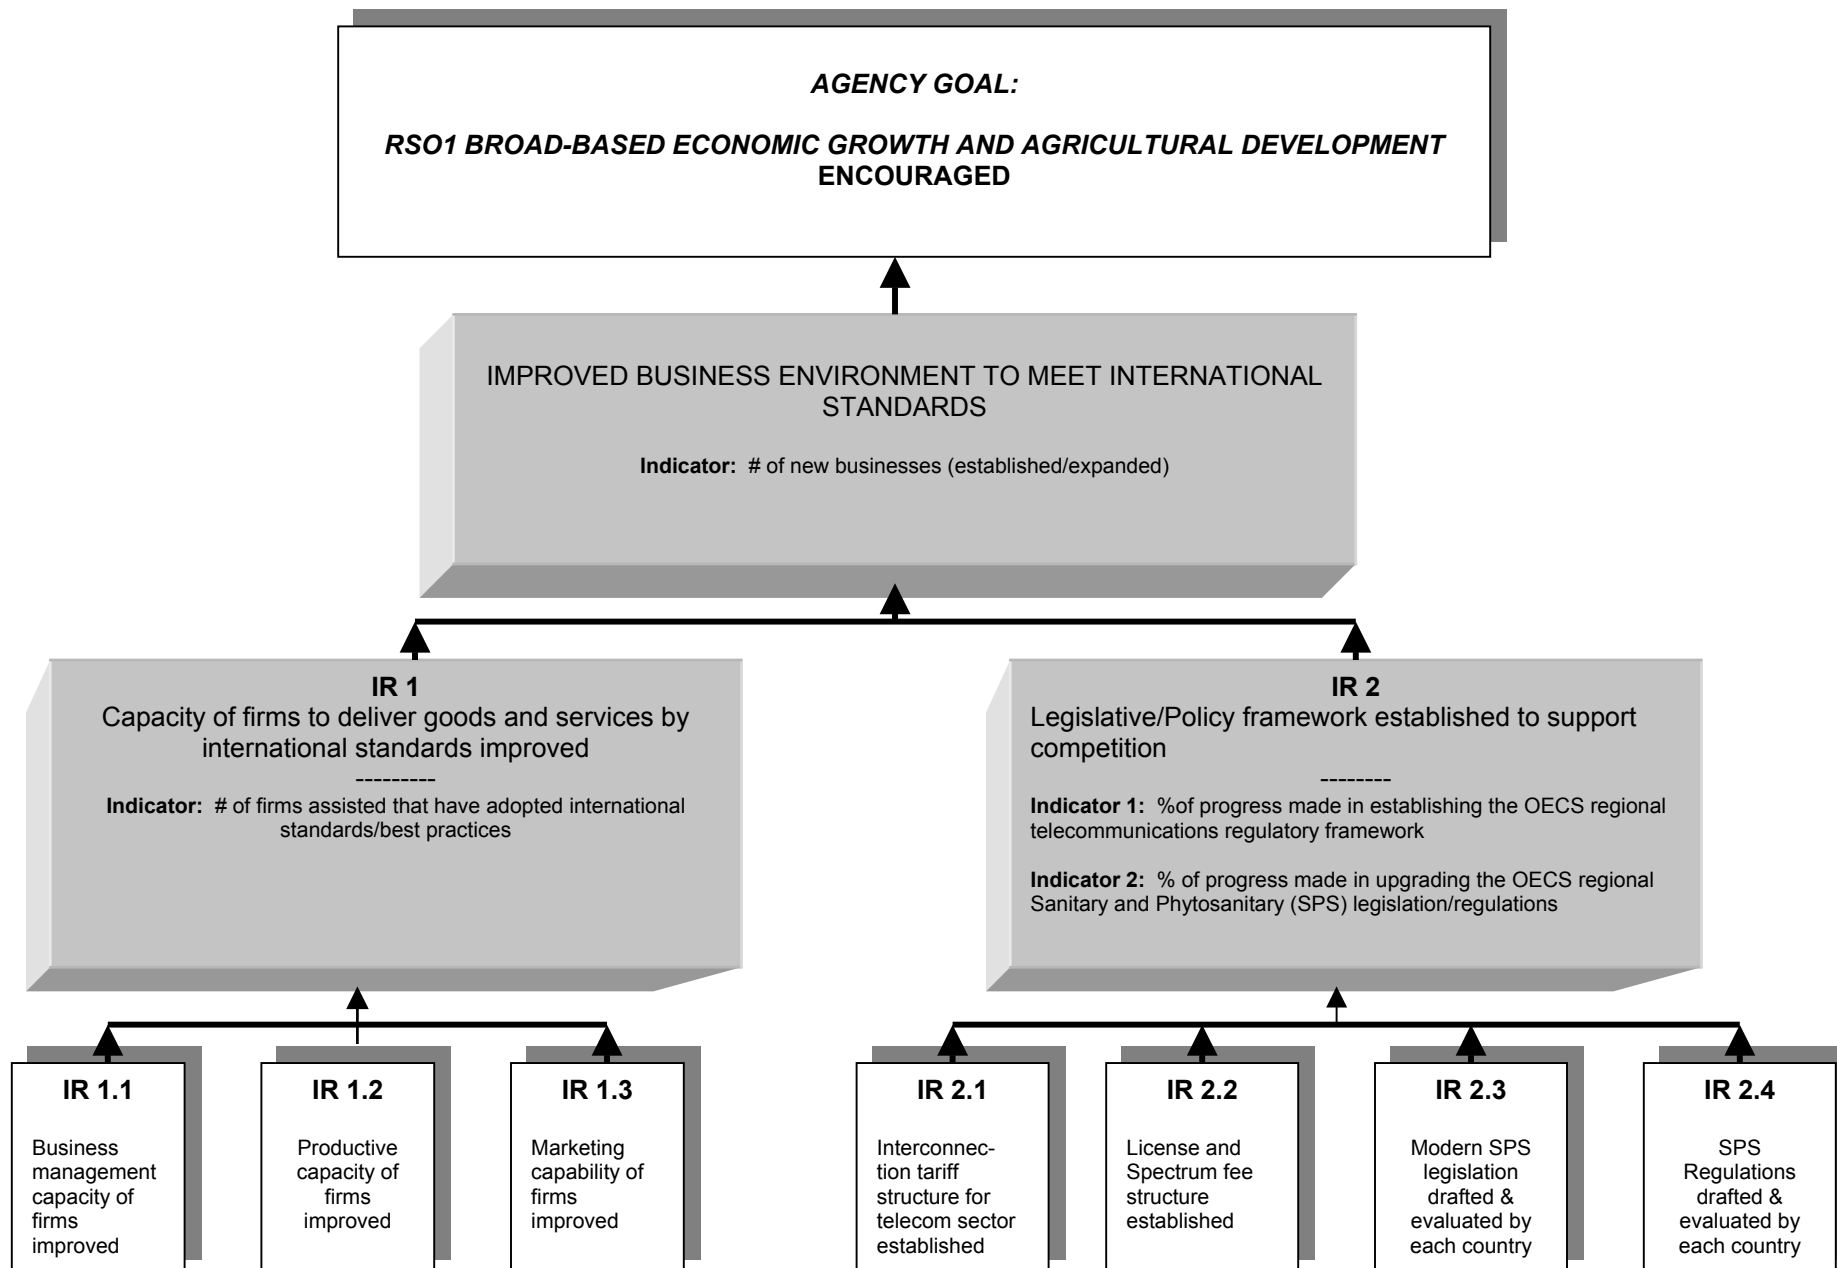 AGENCY GOAL:
RSO1 BROAD-BASED ECONOMIC GROWTH AND AGRICULTURAL DEVELOPMENT
ENCOURAGED
IMPROVED BUSINESS ENVIRONMENT TO MEET INTERNATIONAL
STANDARDS
Indicator: # of new businesses (established/expanded)
IR 1
Capacity of firms to deliver goods and services by
international standards improved
---------
Indicator: # of firms assisted that have adopted international
standards/best practices
IR 2
Legislative/Policy framework established to support
competition
--------
Indicator 1: %of progress made in establishing the OECS regional
telecommunications regulatory framework
Indicator 2: % of progress made in upgrading the OECS regional
Sanitary and Phytosanitary (SPS) legislation/regulations
IR 1.1
Business
management
capacity of
firms
improved
IR 1.2
Productive
capacity of
firms
improved
IR 1.3
Marketing
capability of
firms
improved
IR 2.1
Interconnec-
tion tariff
structure for
telecom sector
established
IR 2.2
License and
Spectrum fee
structure
established
IR 2.3
Modern SPS
legislation
drafted &
evaluated by
each country
IR 2.4
SPS
Regulations
drafted &
evaluated by
each country